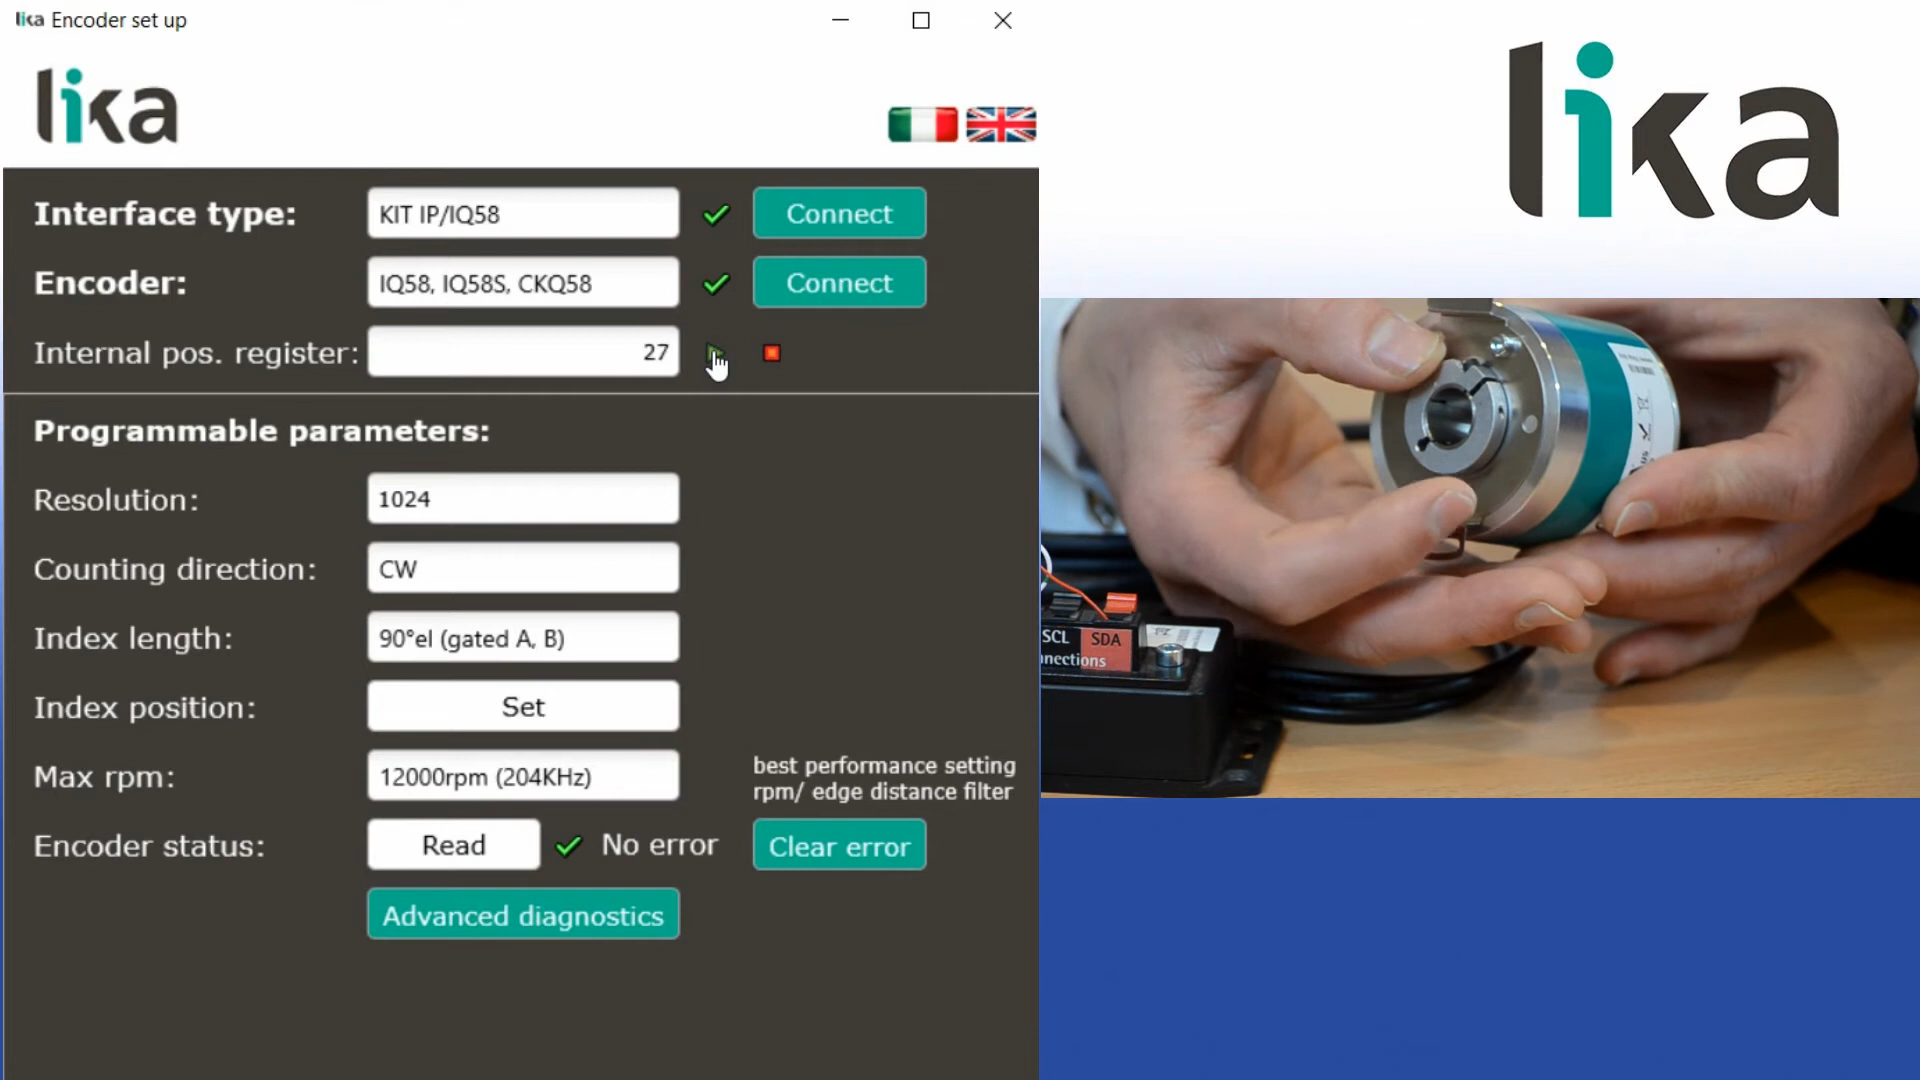 lika Encoder set up
lika
Interface type: KIT IP/IQ58 Connect
Encoder: IQ58, IQ58S, CKQ58 Connect
Internal pos. register: 27
Programmable parameters:
Resolution: 1024
Counting direction: CW
Index length: 90°el (gated A, B)
Index position: Set
Max rpm: 12000rpm (204KHz)
best performance setting
rpm/ edge distance filter
Encoder status: Read No error Clear error
Advanced diagnostics
lika
SCL SDA
nnections